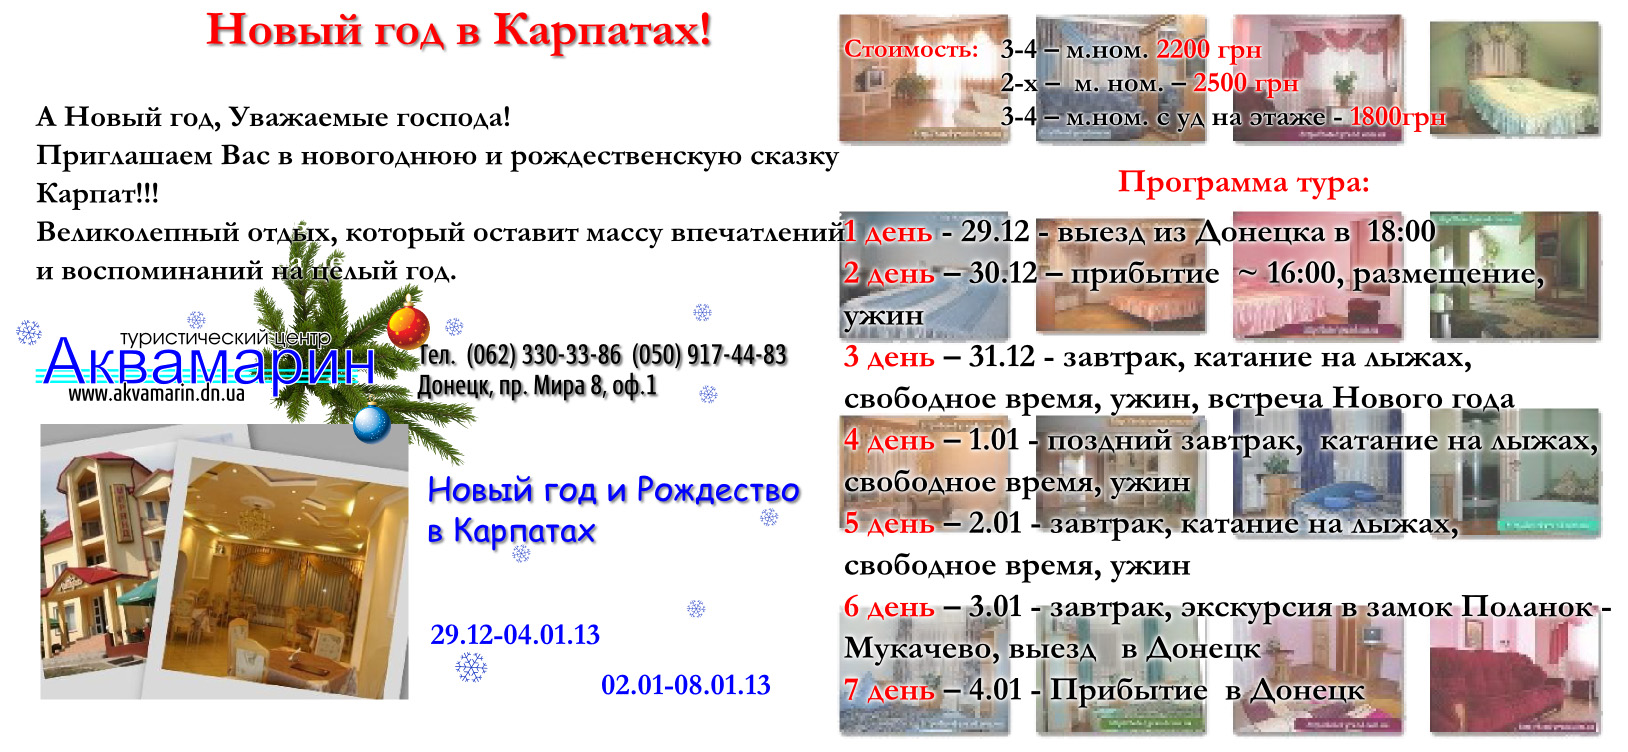 Новый год в Карпатах!
А Новый год, Уважаемые господа!
Приглашаем Вас в новогоднюю и рождественскую сказку
Карпат!!!
Великолепный отдых, который оставит массу впечатлений
и воспоминаний на целый год.
туристический центр
Аквамарин
www.akvamarin.dn.ua
Тел. (062) 330-33-86 (050) 917-44-83
Донецк, пр. Мира 8, оф.1
Новый год и Рождество
в Карпатах
29.12-04.01.13
02.01-08.01.13
Стоимость: 3-4 – м.ном. 2200 грн
2-х – м. ном. – 2500 грн
3-4 – м.ном. с уд на этаже - 1800грн
Программа тура:
1 день - 29.12 - выезд из Донецка в 18:00
2 день – 30.12 – прибытие ~ 16:00, размещение,
ужин
3 день – 31.12 - завтрак, катание на лыжах,
свободное время, ужин, встреча Нового года
4 день – 1.01 - поздний завтрак, катание на лыжах,
свободное время, ужин
5 день – 2.01 - завтрак, катание на лыжах,
свободное время, ужин
6 день – 3.01 - завтрак, экскурсия в замок Поланок -
Мукачево, выезд в Донецк
7 день – 4.01 - Прибытие в Донецк